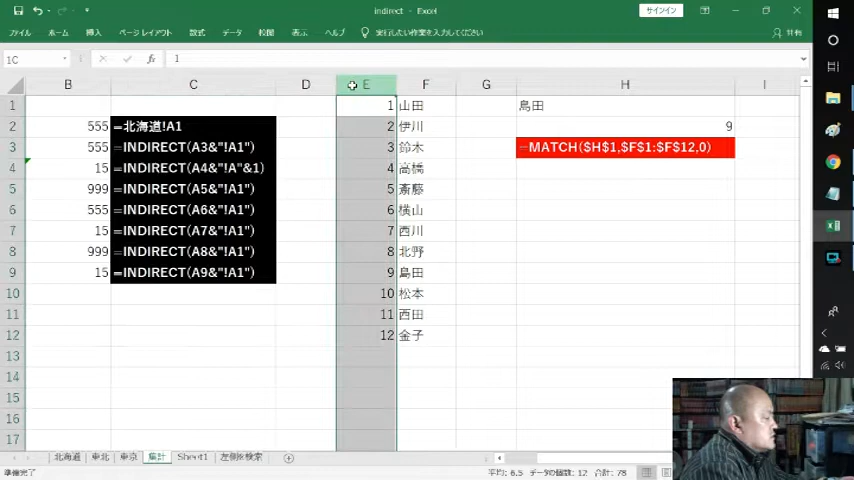 indirect - Excel
サインイン
ファイル ホーム 挿入 ページ レイアウト 数式 データ 校閲 表示 ヘルプ 実行したい作業を入力してください 共有
1C fx 1
B C D E F G H I
1 1 山田 島田
2 555 =北海道!A1 2 伊川 9
3 555 =INDIRECT(A3&"!A1") 3 鈴木 =MATCH($H$1,$F$1:$F$12,0)
4 15 =INDIRECT(A4&"!A"&1) 4 高橋
5 999 =INDIRECT(A5&"!A1") 5 斎藤
6 555 =INDIRECT(A6&"!A1") 6 横山
7 15 =INDIRECT(A7&"!A1") 7 西川
8 999 =INDIRECT(A8&"!A1") 8 北野
9 15 =INDIRECT(A9&"!A1") 9 島田
10 10 松本
11 11 西田
12 12 金子
13
14
15
16
17
北海道 東北 東京 集計 Sheet1 左側を検索
準備完了 平均: 6.5 データの個数: 12 合計: 78